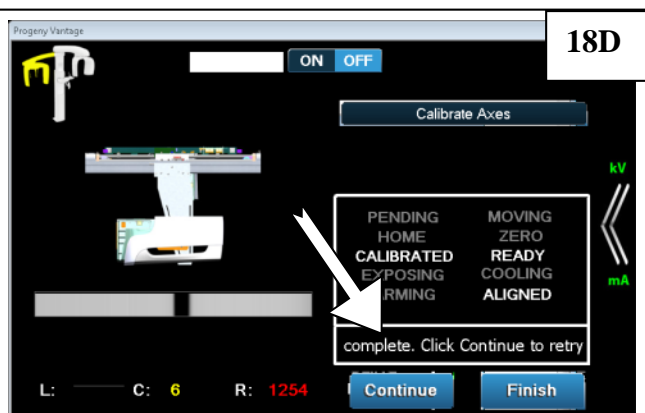 Progeny Vantage
18D
ON OFF
Calibrate Axes
kV
PENDING MOVING
HOME ZERO
CALIBRATED READY
EXPOSING COOLING
ALIGNED
mA
complete. Click Continue to retry
L: C: 6 R: 1254
Continue Finish